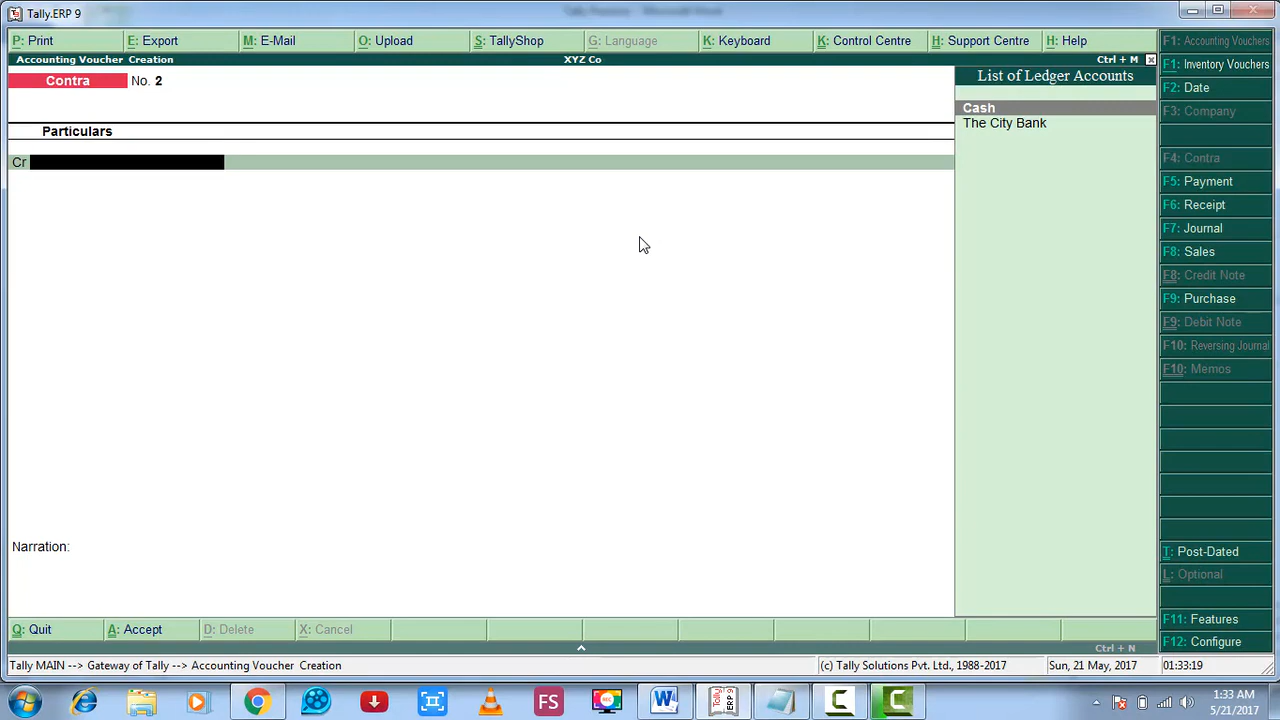 Tally.ERP 9
P: Print
E: Export
M: E-Mail
O: Upload
S: TallyShop
G: Language
K: Keyboard
K: Control Centre
H: Support Centre
H: Help
Accounting Voucher Creation
XYZ Co
Ctrl + M
Contra No. 2
Particulars
Cr
Narration:
List of Ledger Accounts
Cash
The City Bank
F1: Accounting Vouchers
F1: Inventory Vouchers
F2: Date
F3: Company
F4: Contra
F5: Payment
F6: Receipt
F7: Journal
F8: Sales
F8: Credit Note
F9: Purchase
F9: Debit Note
F10: Reversing Journal
F10: Memos
T: Post-Dated
L: Optional
F11: Features
F12: Configure
Q: Quit
A: Accept
D: Delete
X: Cancel
Ctrl + N
Tally MAIN --> Gateway of Tally --> Accounting Voucher Creation
(c) Tally Solutions Pvt. Ltd., 1988-2017
Sun, 21 May, 2017
01:33:19
FS
REC
W
Tally
ERP 9
C
C
1:33 AM
5/21/2017